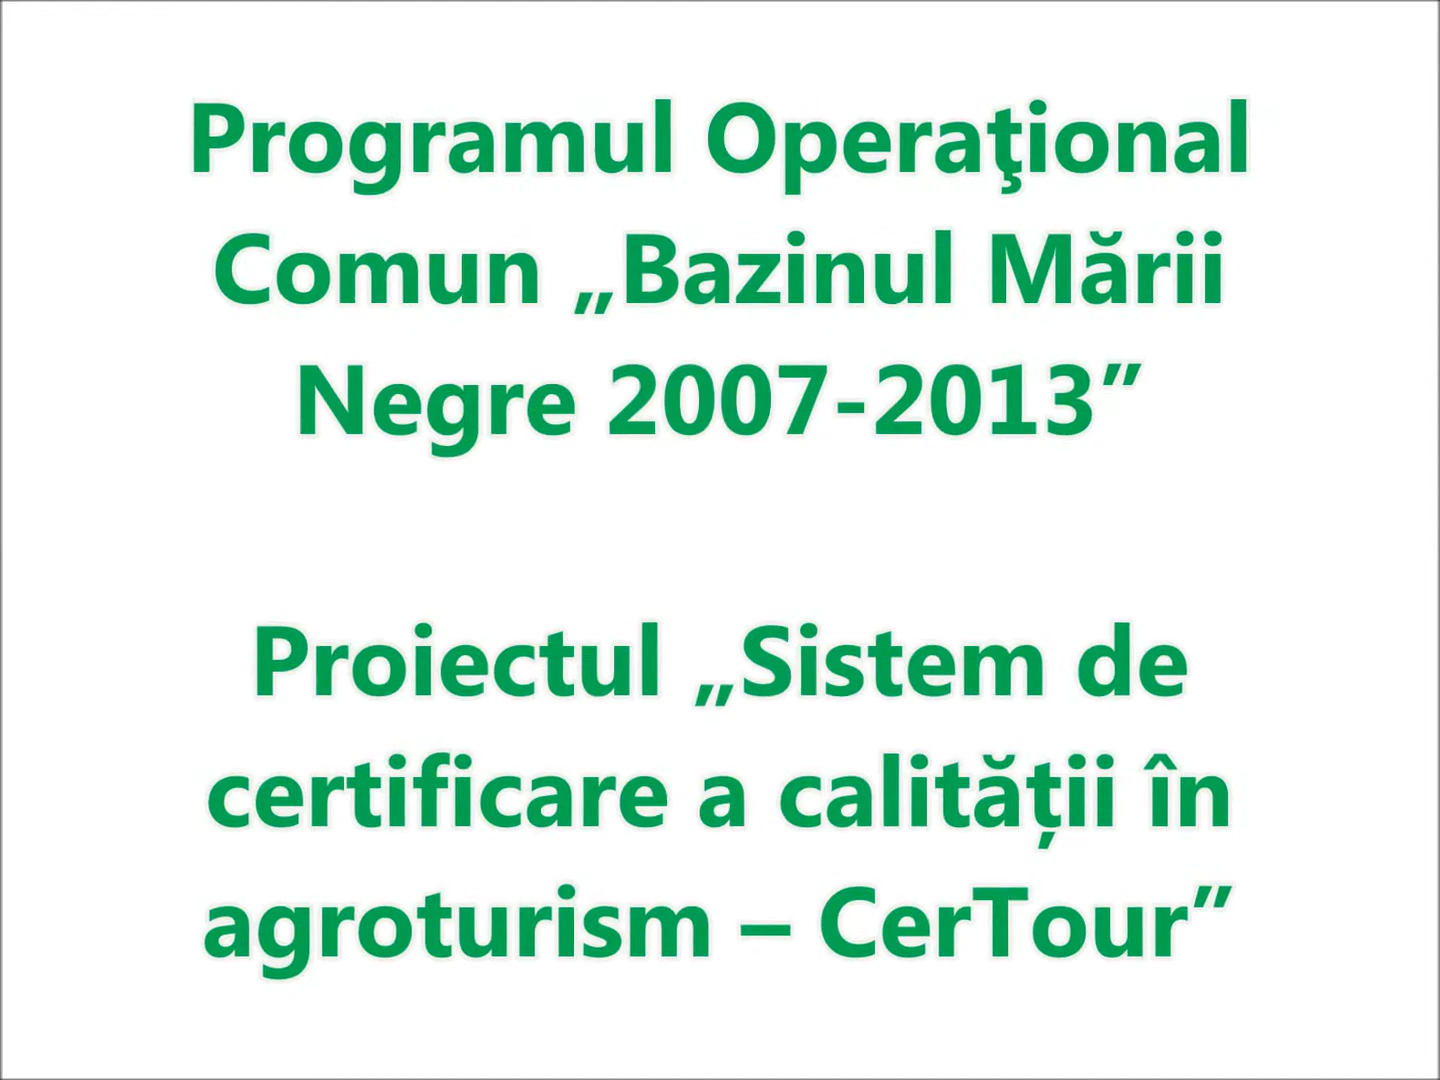 Programul Operaţional
Comun „Bazinul Mării
Negre 2007-2013”
Proiectul „Sistem de
certificare a calității în
agroturism – CerTour”